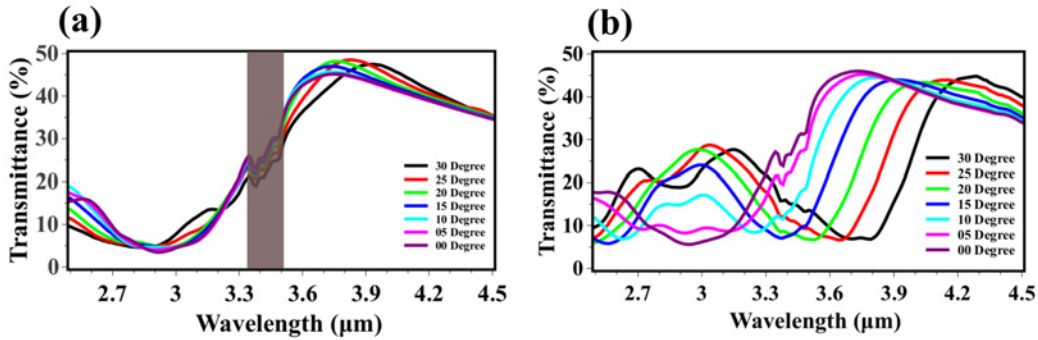 (a)
Transmittance (%)
50
40
30
20
10
0
30 Degree
25 Degree
20 Degree
15 Degree
10 Degree
05 Degree
00 Degree
2.7
3
3.3
3.6
3.9
4.2
4.5
Wavelength (μm)
(b)
Transmittance (%)
50
40
30
20
10
0
30 Degree
25 Degree
20 Degree
15 Degree
10 Degree
05 Degree
00 Degree
2.7
3
3.3
3.6
3.9
4.2
4.5
Wavelength (μm)